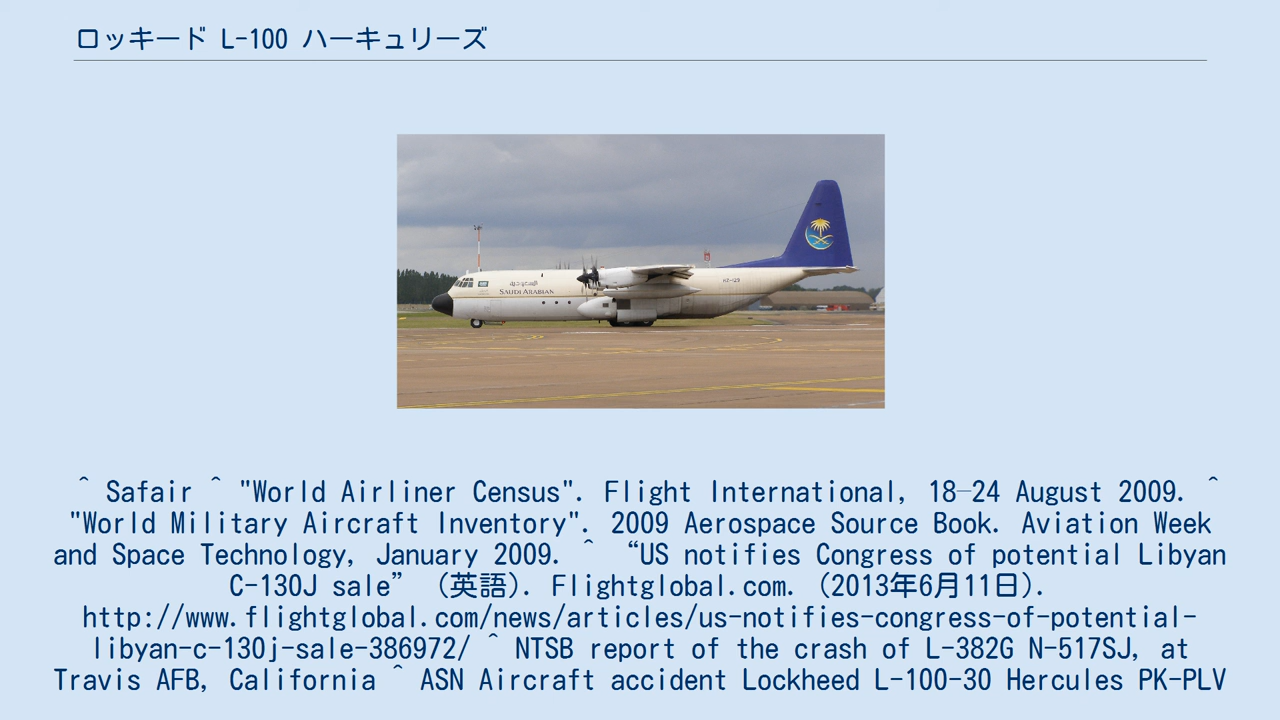 ロッキード L-100 ハーキュリーズ
السعودية
SAUDI ARABIAN
HZ-129
^ Safair ^ "World Airliner Census". Flight International, 18–24 August 2009. ^
"World Military Aircraft Inventory". 2009 Aerospace Source Book. Aviation Week
and Space Technology, January 2009. ^ “US notifies Congress of potential Libyan
C-130J sale” (英語). Flightglobal.com. (2013年6月11日).
http://www.flightglobal.com/news/articles/us-notifies-congress-of-potential-
libyan-c-130j-sale-386972/ ^ NTSB report of the crash of L-382G N-517SJ, at
Travis AFB, California ^ ASN Aircraft accident Lockheed L-100-30 Hercules PK-PLV